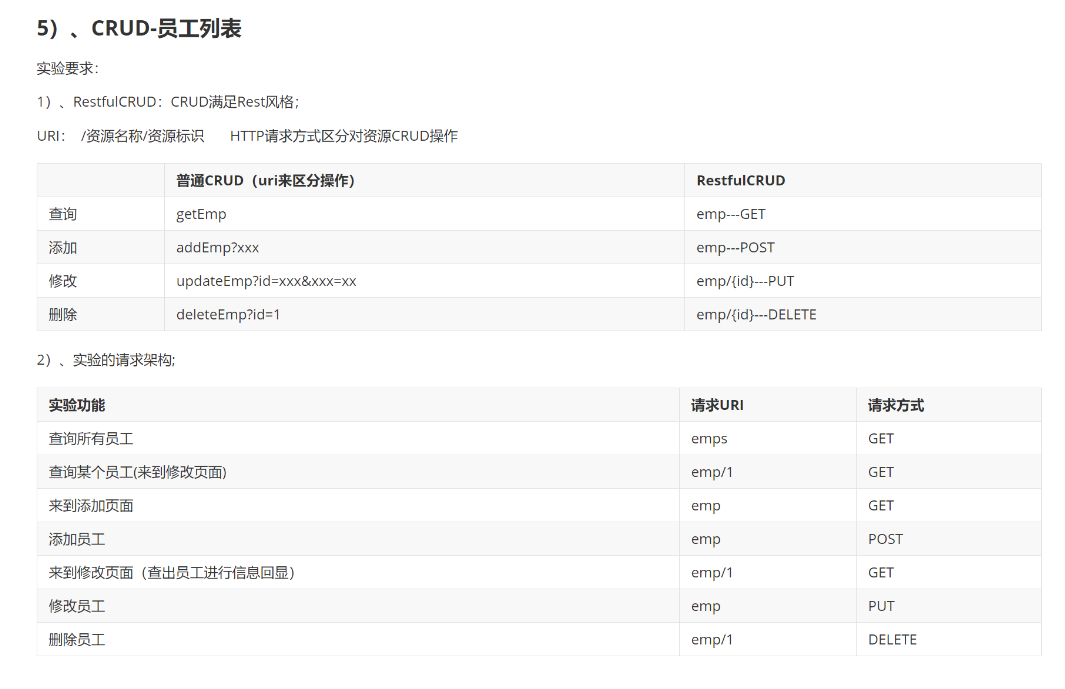 5）、CRUD-员工列表
实验要求：
1）、RestfulCRUD：CRUD满足Rest风格；
URI： /资源名称/资源标识 HTTP请求方式区分对资源CRUD操作
普通CRUD（uri来区分操作） RestfulCRUD
查询 getEmp emp---GET
添加 addEmp?xxx emp---POST
修改 updateEmp?id=xxx&xxx=xx emp/{id}---PUT
删除 deleteEmp?id=1 emp/{id}---DELETE
2）、实验的请求架构;
实验功能 请求URI 请求方式
查询所有员工 emps GET
查询某个员工(来到修改页面) emp/1 GET
来到添加页面 emp GET
添加员工 emp POST
来到修改页面（查出员工进行信息回显） emp/1 GET
修改员工 emp PUT
删除员工 emp/1 DELETE